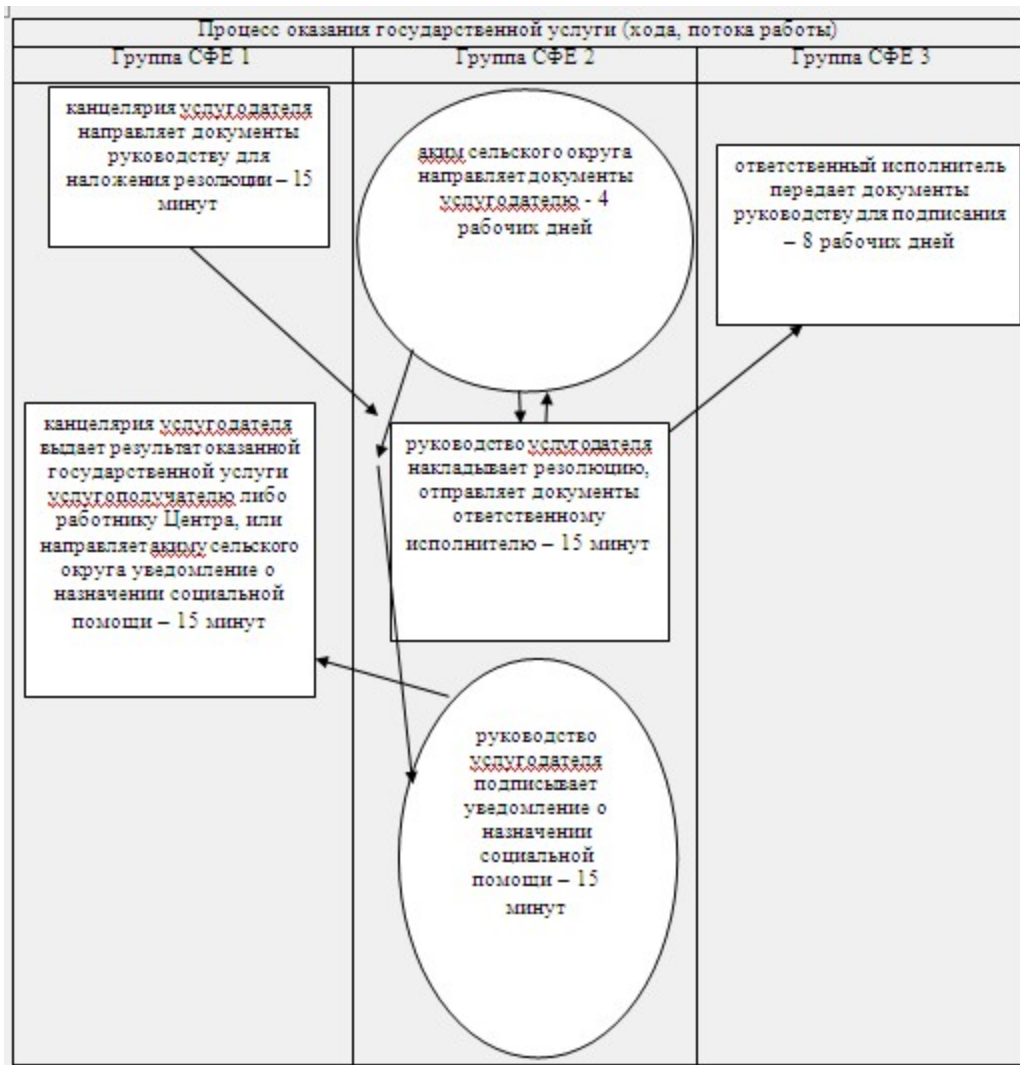 Процесс оказания государственной услуги (хода, потока работы)
Группа СФЕ 1
Группа СФЕ 2
Группа СФЕ 3
канцелярия услугодателя
направляет документы
руководству для
наложения резолюции – 15
минут
аким сельского округа
направляет документы
услугодателю - 4
рабочих дней
ответственный исполнитель
передает документы
руководству для подписания
– 8 рабочих дней
канцелярия услугодателя
выдает результат оказанной
государственной услуги
услугополучателю либо
работнику Центра, или
направляет акиму сельского
округа уведомление о
назначении социальной
помощи – 15 минут
руководство услугодателя
накладывает резолюцию,
отправляет документы
ответственному
исполнителю – 15 минут
руководство
услугодателя
подписывает
уведомление о
назначении
социальной
помощи – 15
минут